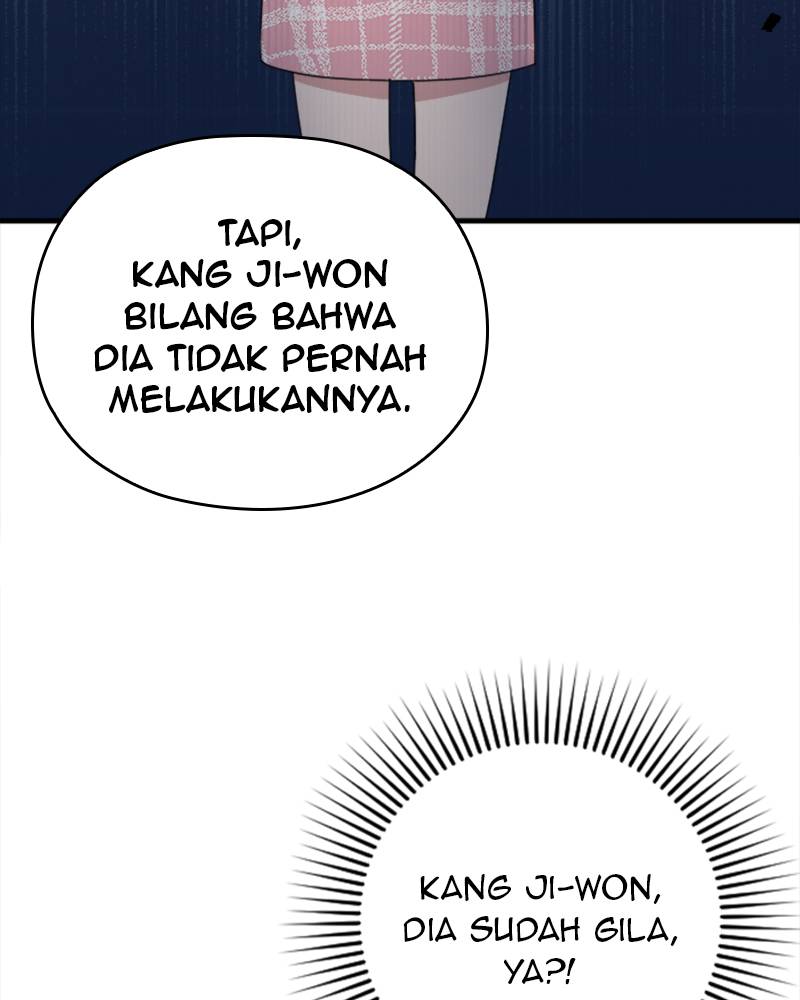 TAPI,
KANG JI-WON
BILANG BAHWA
DIA TIDAK PERNAH
MELAKUKANNYA.
KANG JI-WON,
DIA SUDAH GILA,
YA?!